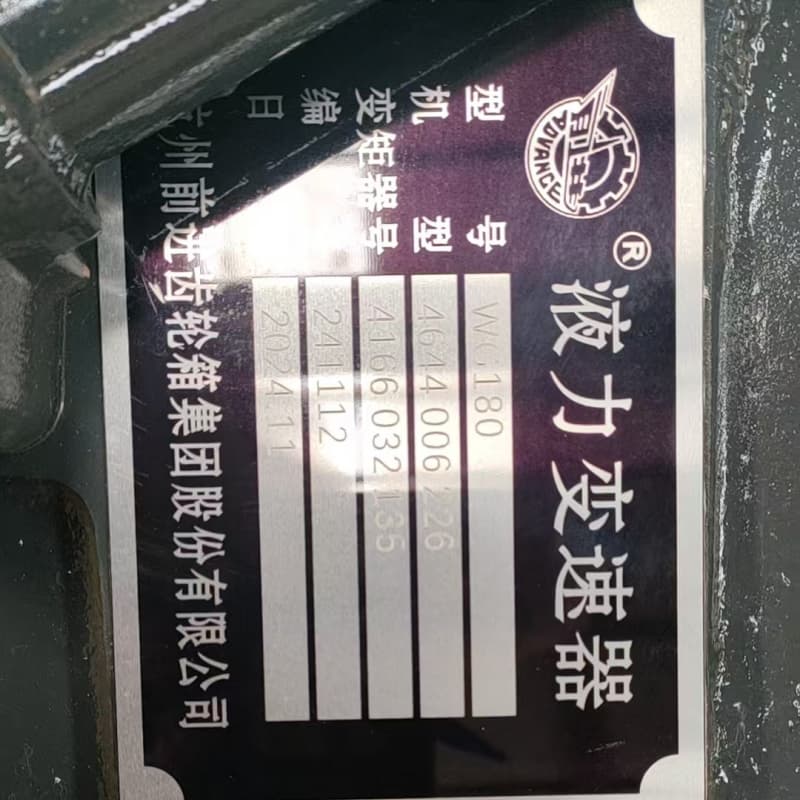 ADVANCE
® 液力变速器
型号 WG180
机型 4644 006 226
变矩器号 4166 032 135
编 241112
日 2024.11
杭州前进齿轮箱集团股份有限公司